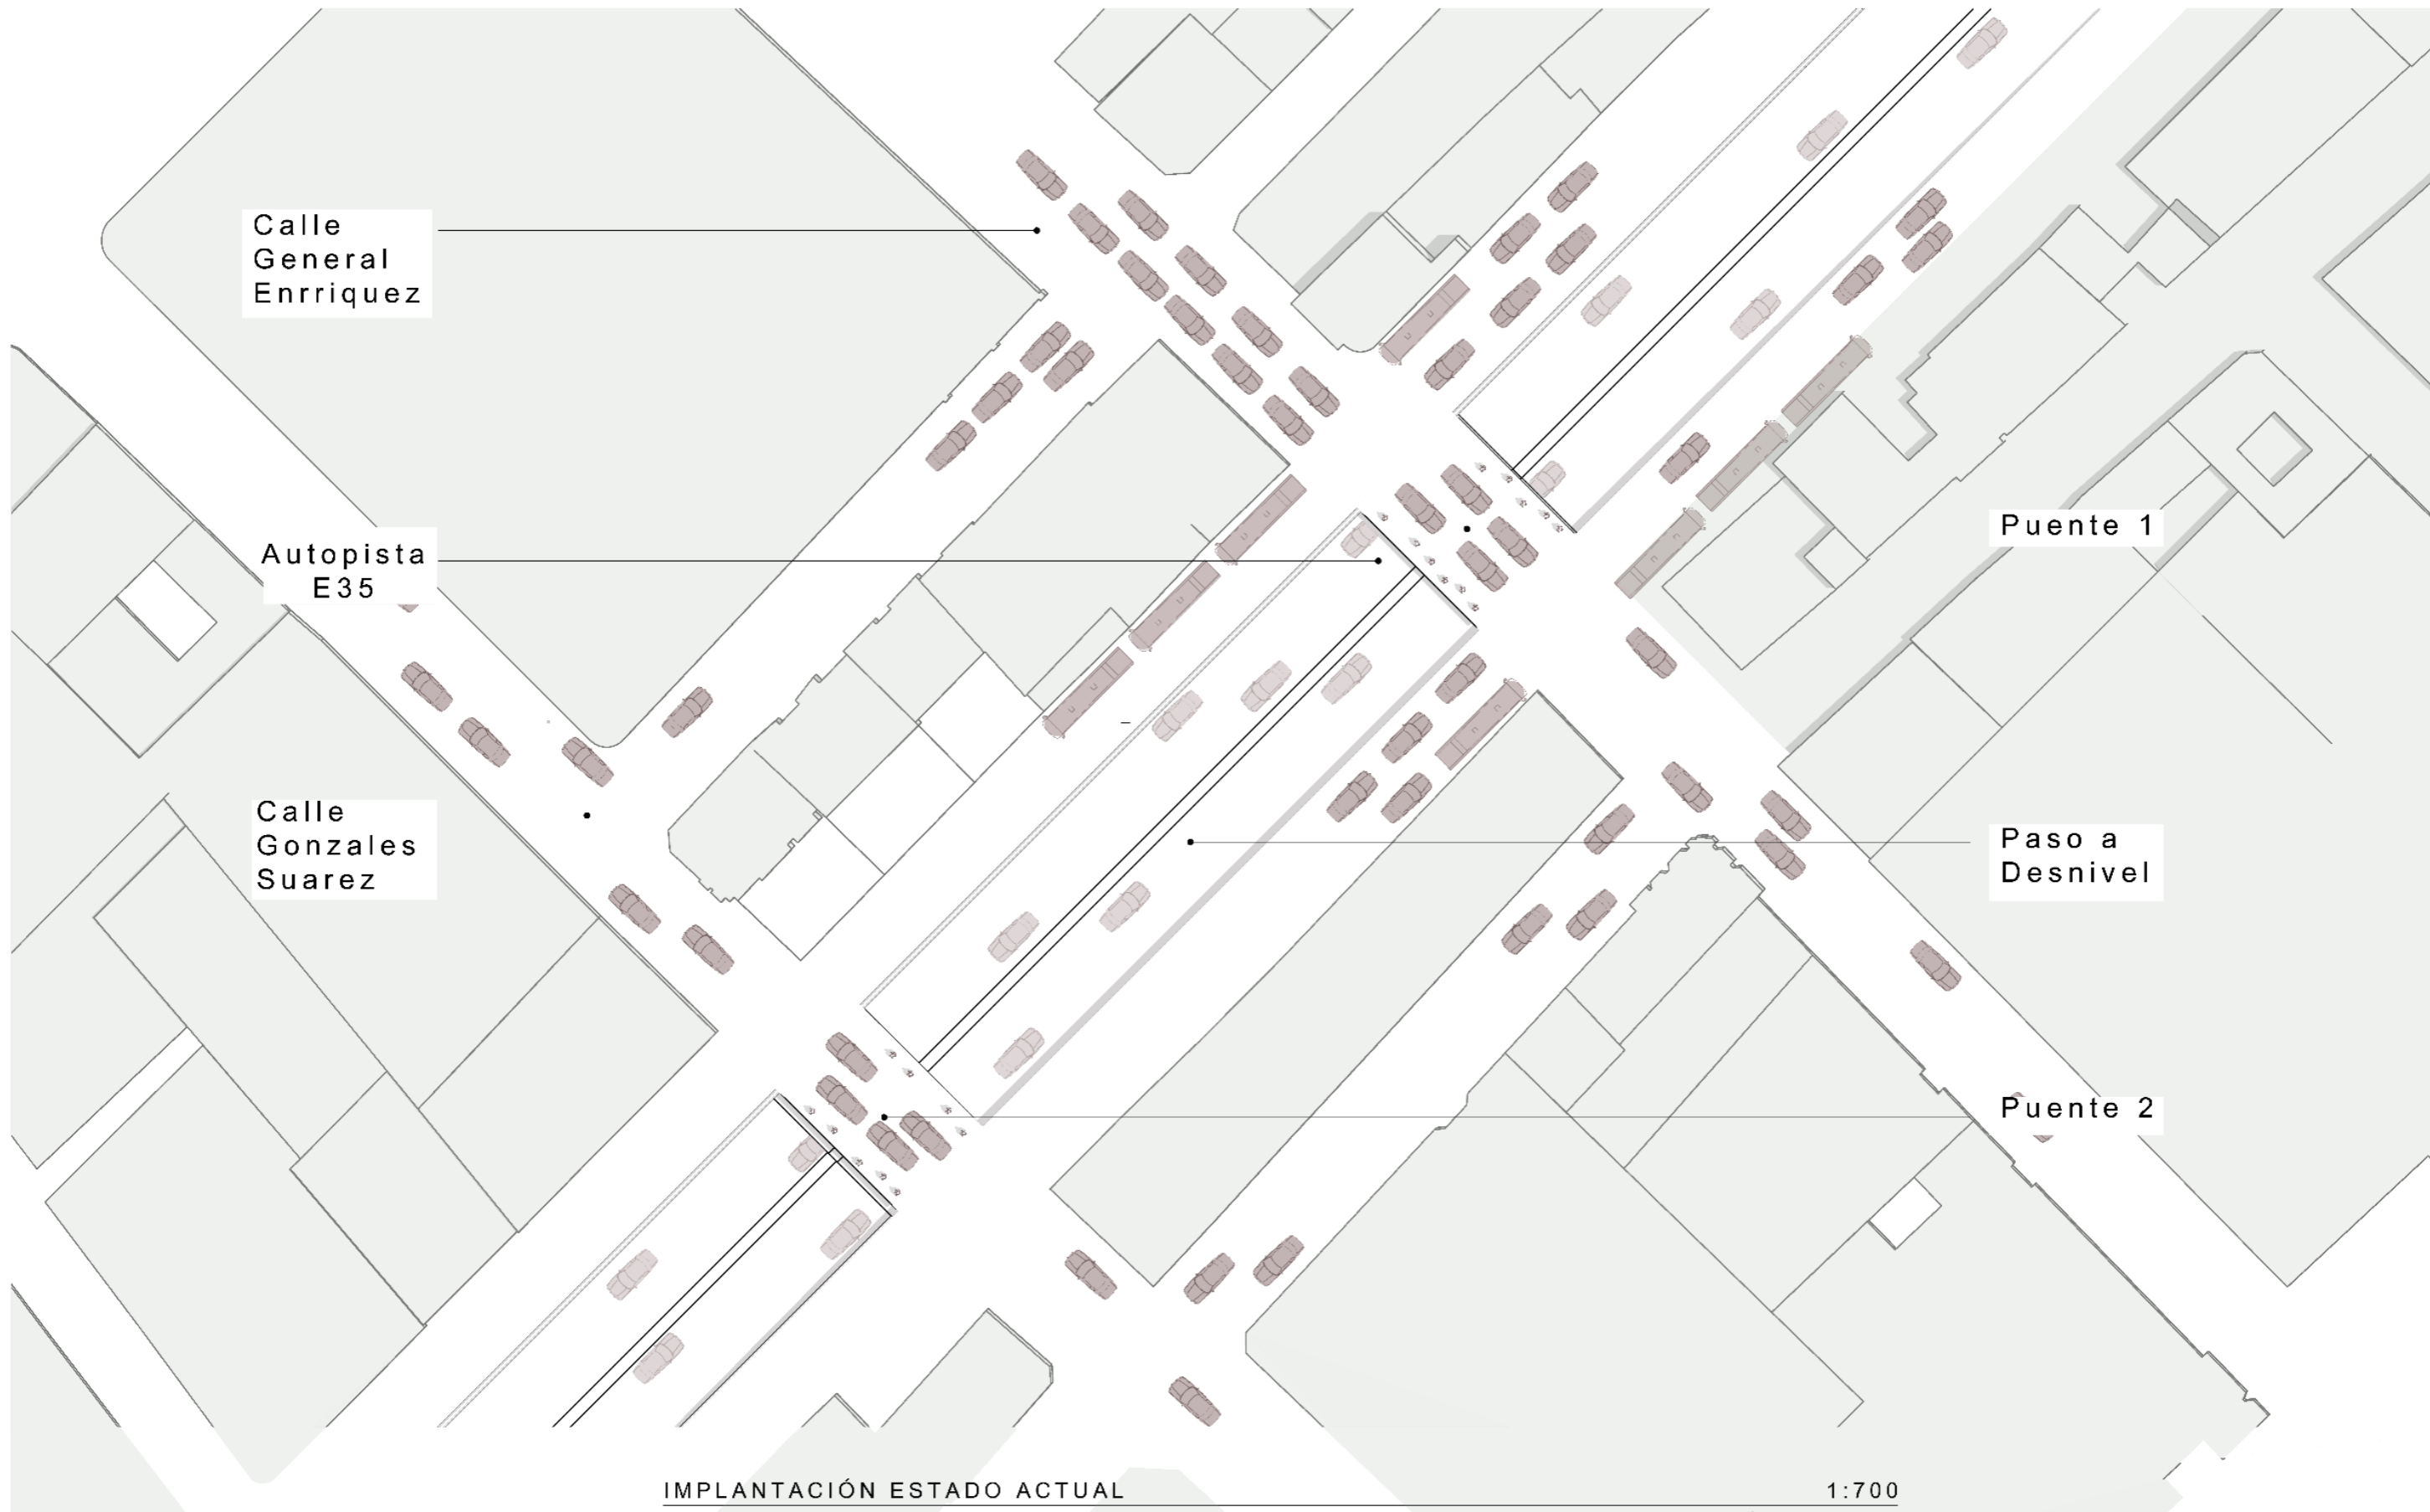 Calle
General
Enrriquez
Autopista
E35
Puente 1
Calle
Gonzales
Suarez
Paso a
Desnivel
Puente 2
IMPLANTACIÓN ESTADO ACTUAL 1:700